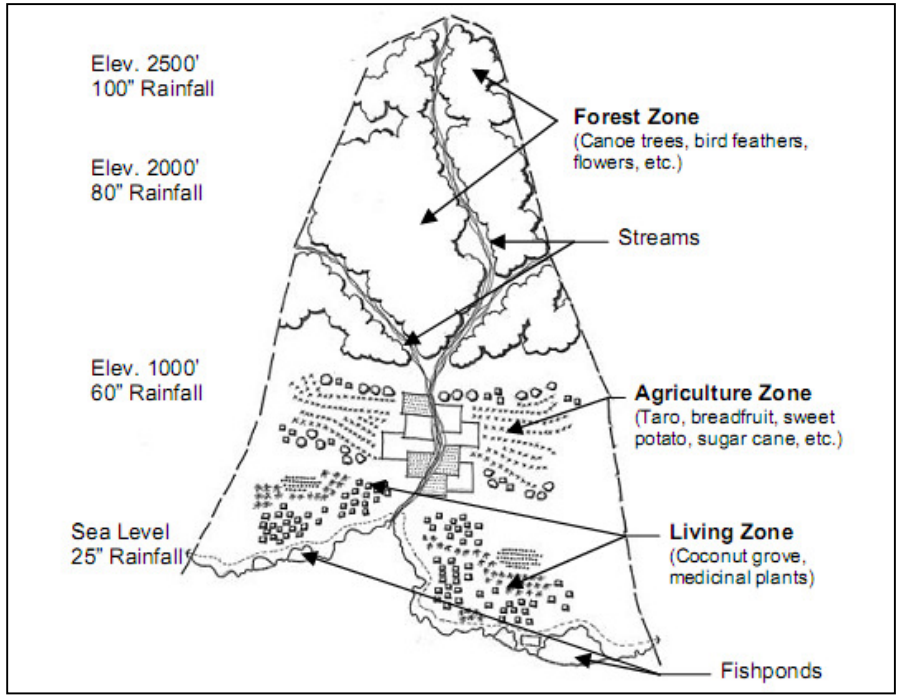 Elev. 2500'
100" Rainfall
Forest Zone
(Canoe trees, bird feathers,
flowers, etc.)
Elev. 2000'
80" Rainfall
Streams
Elev. 1000'
60" Rainfall
Agriculture Zone
(Taro, breadfruit, sweet
potato, sugar cane, etc.)
Sea Level
25" Rainfall
Living Zone
(Coconut grove,
medicinal plants)
Fishponds